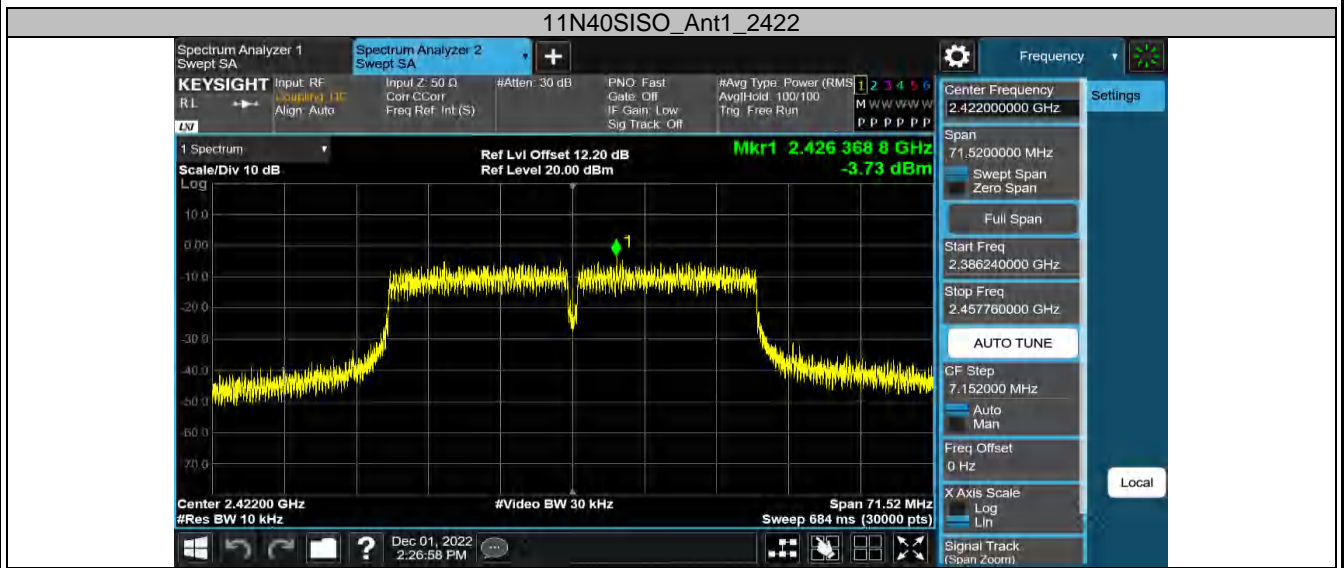 11N40SISO_Ant1_2422
Spectrum Analyzer 1
Swept SA
Spectrum Analyzer 2
Swept SA
Frequency
KEYSIGHT
RL
LXI
Input: RF
Coupling: DC
Align: Auto
Input Z: 50 Ω
Corr CCorr
Freq Ref: Int (S)
#Atten: 30 dB
PNO: Fast
Gate: Off
IF Gain: Low
Sig Track: Off
#Avg Type: Power (RMS
Avg|Hold: 100/100
Trig: Free Run
1 2 3 4 5 6
M W W W W W
P P P P P P
Center Frequency
2.422000000 GHz
Settings
Span
71.5200000 MHz
Swept Span
Zero Span
Full Span
Start Freq
2.386240000 GHz
Stop Freq
2.457760000 GHz
AUTO TUNE
CF Step
7.152000 MHz
Auto
Man
Freq Offset
0 Hz
X Axis Scale
Log
Lin
Signal Track
(Span Zoom)
Local
1 Spectrum
Scale/Div 10 dB
Log
Ref Lvl Offset 12.20 dB
Ref Level 20.00 dBm
Mkr1 2.426 368 8 GHz
-3.73 dBm
10.0
0.00
-10.0
-20.0
-30.0
-40.0
-50.0
-60.0
-70.0
1
Center 2.42200 GHz
#Res BW 10 kHz
#Video BW 30 kHz
Span 71.52 MHz
Sweep 684 ms (30000 pts)
?
Dec 01, 2022
2:26:58 PM